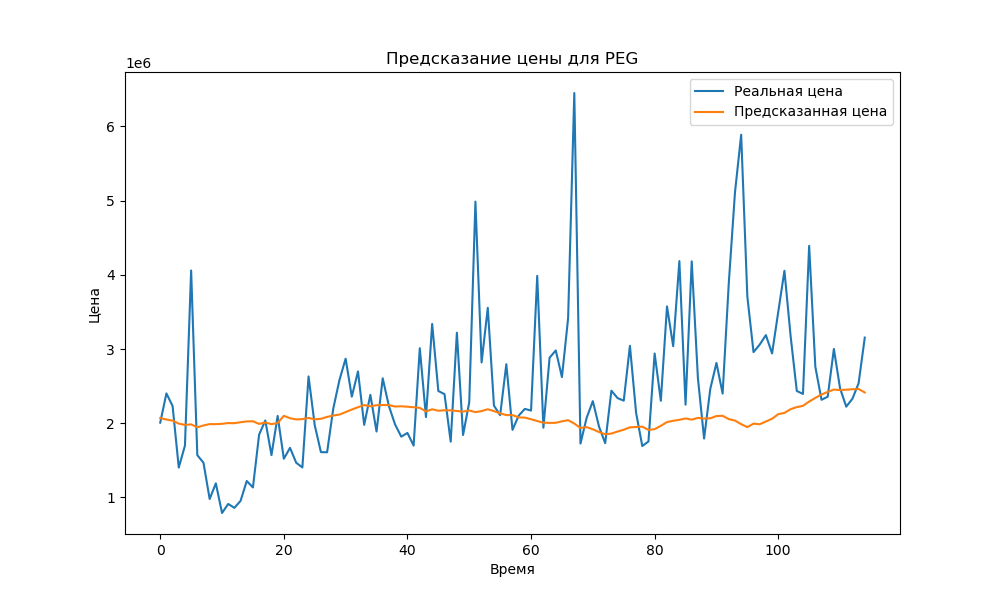 Предсказание цены для PEG
1e6
Реальная цена
Предсказанная цена
6
5
4
3
2
1
Цена
0 20 40 60 80 100
Время